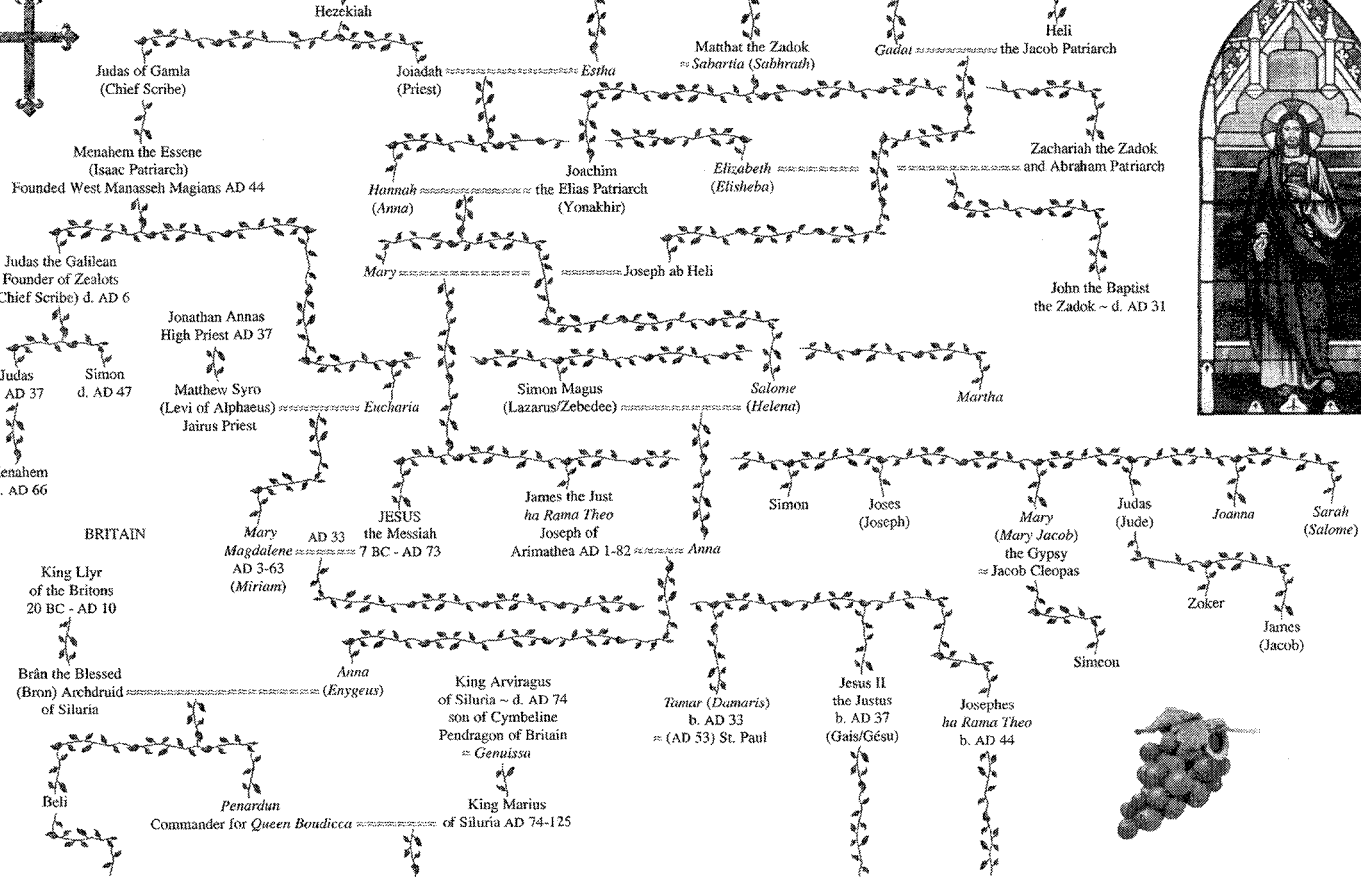 Hezekiah
Heli
Matthat the Zadok
Gadat
the Jacob Patriarch
≈ Sabartia (Sabhrath)
Judas of Gamla
(Chief Scribe)
Joiadah
(Priest)
Estha
Menahem the Essene
(Isaac Patriarch)
Founded West Manasseh Magians AD 44
Hannah
(Anna)
Joachim
the Elias Patriarch
(Yonakhir)
Elizabeth
(Elisheba)
Zachariah the Zadok
and Abraham Patriarch
Judas the Galilean
Founder of Zealots
Chief Scribe) d. AD 6
Mary
Joseph ab Heli
John the Baptist
the Zadok ~ d. AD 31
Jonathan Annas
High Priest AD 37
Judas
AD 37
Simon
d. AD 47
Matthew Syro
(Levi of Alphaeus)
Jairus Priest
Eucharia
Simon Magus
(Lazarus/Zebedee)
Salome
(Helena)
Martha
enahem
. AD 66
BRITAIN
Mary
Magdalene
AD 3-63
(Miriam)
AD 33
JESUS
the Messiah
7 BC - AD 73
James the Just
ha Rama Theo
Joseph of
Arimathea AD 1-82
Anna
Simon
Joses
(Joseph)
Mary
(Mary Jacob)
the Gypsy
≈ Jacob Cleopas
Judas
(Jude)
Joanna
Sarah
(Salome)
King Llyr
of the Britons
20 BC - AD 10
Zoker
James
(Jacob)
Simeon
Brân the Blessed
(Bron) Archdruid
of Siluria
Anna
(Enygeus)
King Arviragus
of Siluria ~ d. AD 74
son of Cymbeline
Pendragon of Britain
≈ Genuissa
Tamar (Damaris)
b. AD 33
≈ (AD 53) St. Paul
Jesus II
the Justus
b. AD 37
(Gais/Gésu)
Josephes
ha Rama Theo
b. AD 44
Beli
Penardun
Commander for Queen Boudicca
King Marius
of Siluria AD 74-125